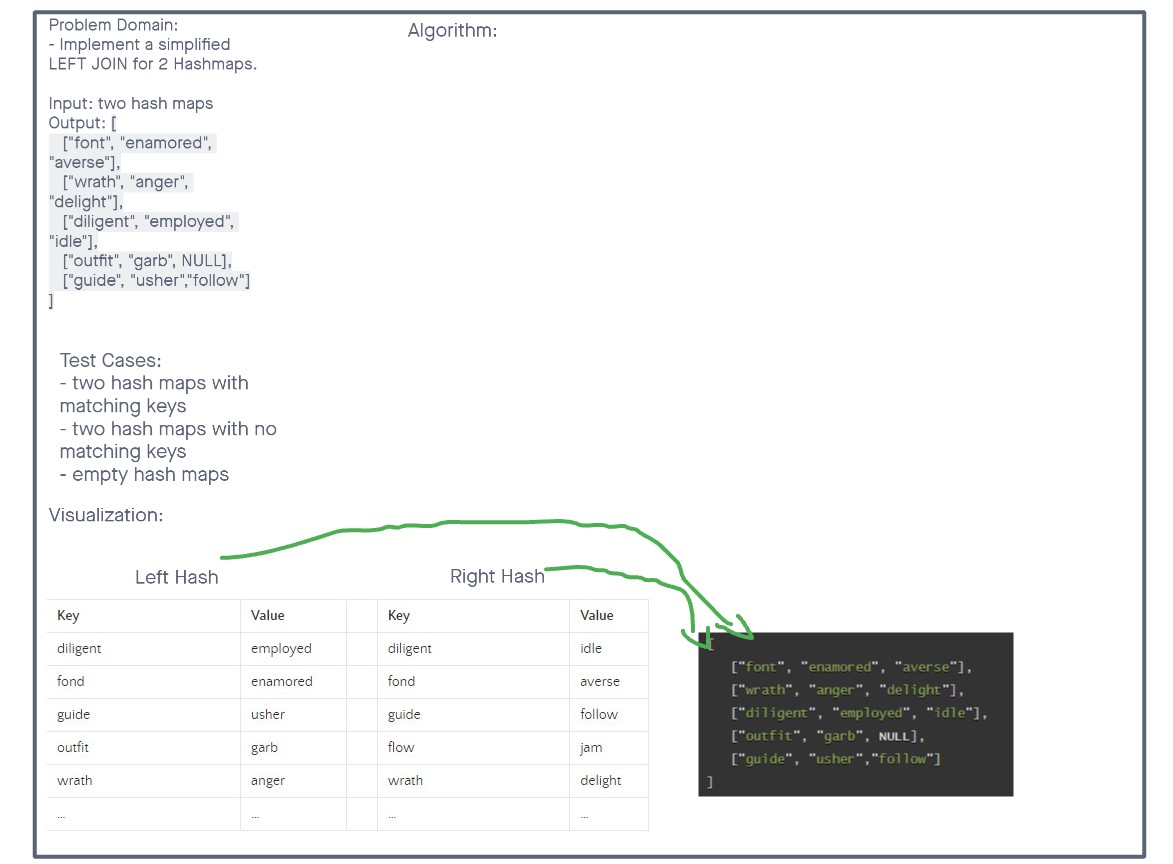 Problem Domain:
- Implement a simplified
LEFT JOIN for 2 Hashmaps.
Input: two hash maps
Output: [
["font", "enamored",
"averse"],
["wrath", "anger",
"delight"],
["diligent", "employed",
"idle"],
["outfit", "garb", NULL],
["guide", "usher","follow"]
]
Algorithm:
Test Cases:
- two hash maps with
matching keys
- two hash maps with no
matching keys
- empty hash maps
Visualization:
Left Hash Right Hash
Key Value Key Value
diligent employed diligent idle
fond enamored fond averse
guide usher guide follow
outfit garb flow jam
wrath anger wrath delight
... ... ... ...
[
["font", "enamored", "averse"],
["wrath", "anger", "delight"],
["diligent", "employed", "idle"],
["outfit", "garb", NULL],
["guide", "usher","follow"]
]